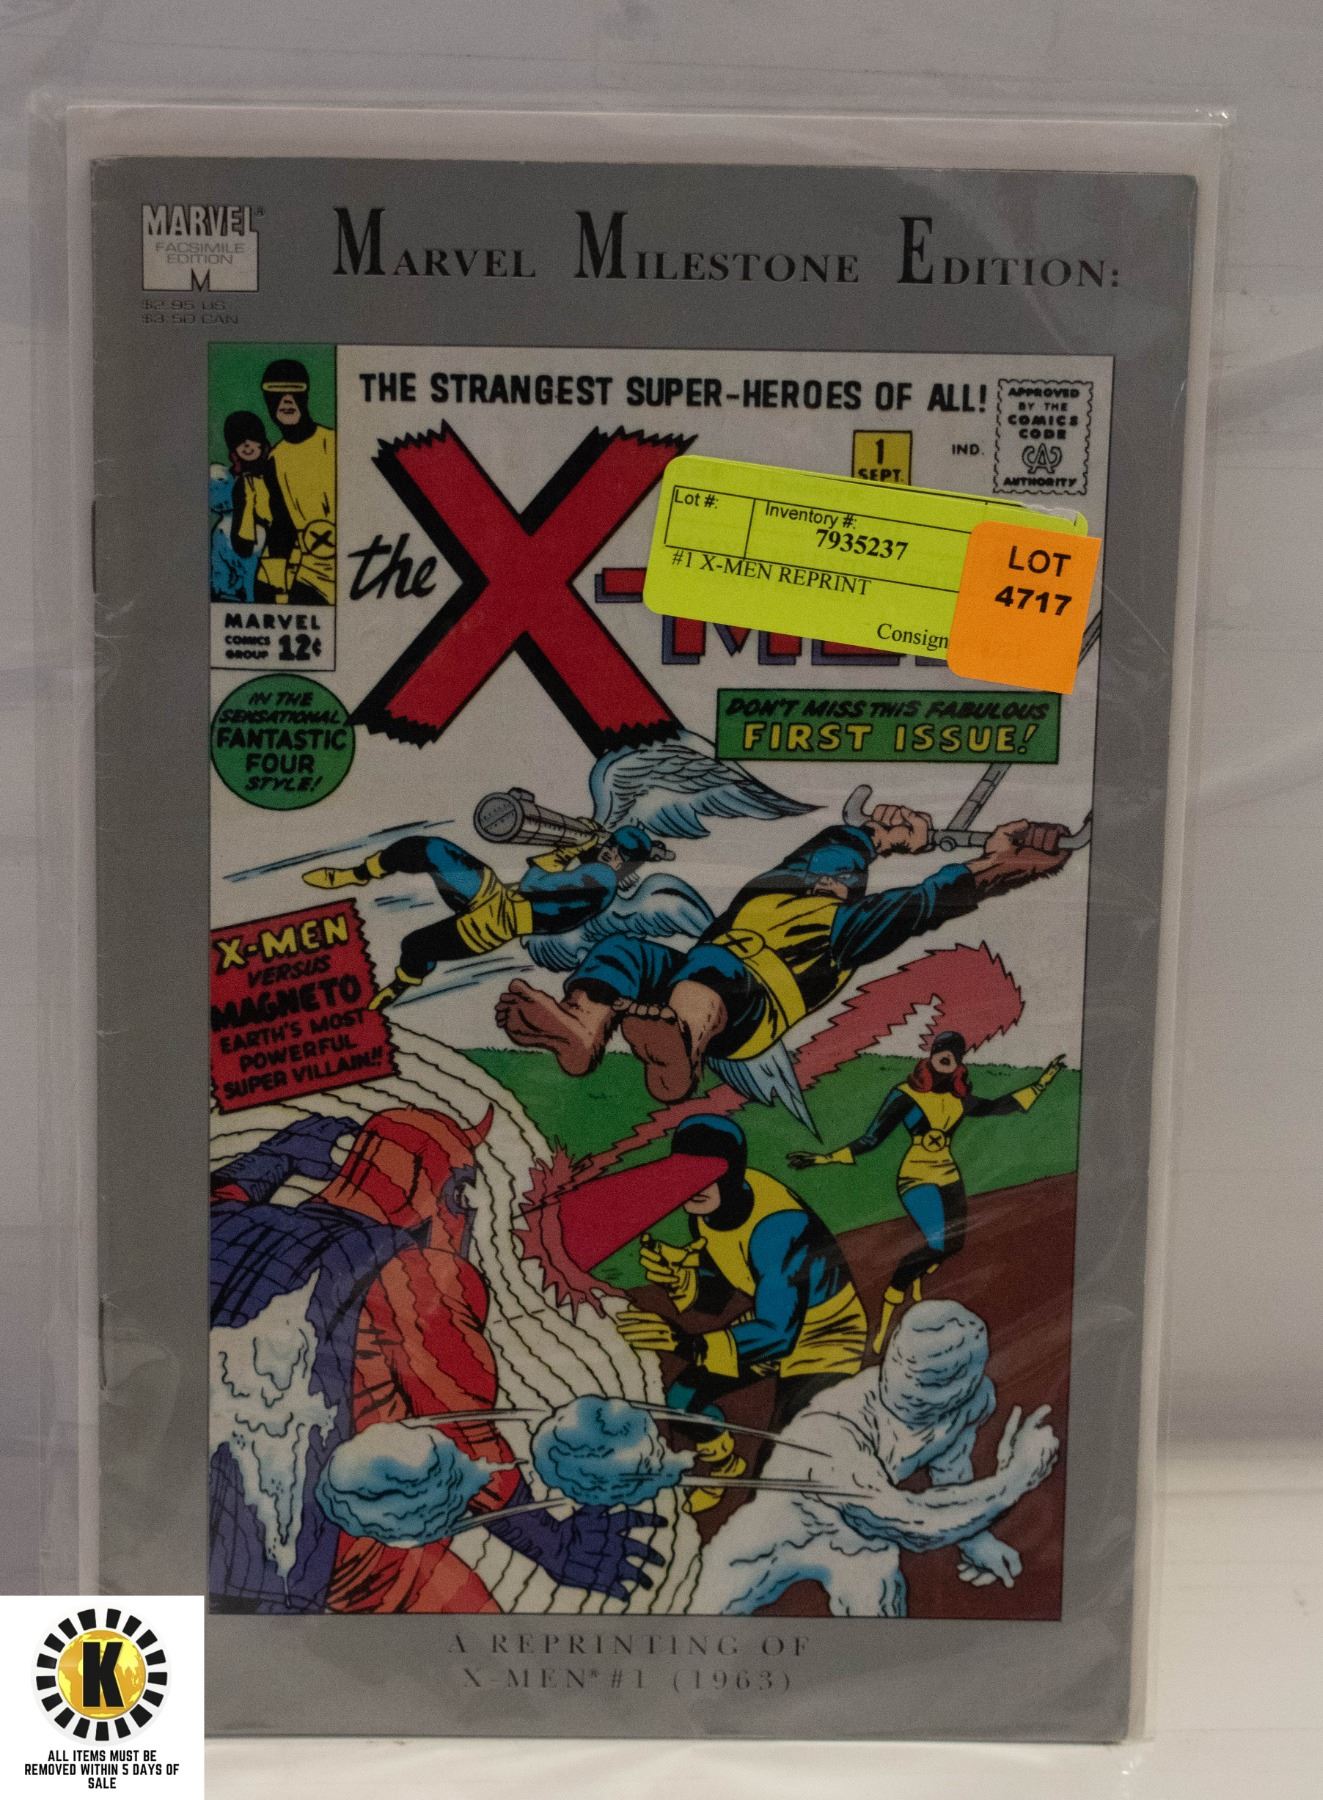 MARVEL®
FACSIMILE
EDITION
M
$2.95 US
$3.50 CAN
MARVEL MILESTONE EDITION:
THE STRANGEST SUPER-HEROES OF ALL!
APPROVED
BY THE
COMICS
CODE
CA
AUTHORITY
1
SEPT.
IND.
the X-MEN
MARVEL
COMICS
GROUP 12¢
Lot #:
Inventory #:
7935237
#1 X-MEN REPRINT
Consign
LOT
4717
IN THE
SENSATIONAL
FANTASTIC
FOUR
STYLE!
DON'T MISS THIS FABULOUS
FIRST ISSUE!
X-MEN
VERSUS
MAGNETO
EARTH'S MOST
POWERFUL
SUPER VILLAIN!!
A REPRINTING OF
X-MEN® #1 (1963)
K
ALL ITEMS MUST BE
REMOVED WITHIN 5 DAYS OF
SALE